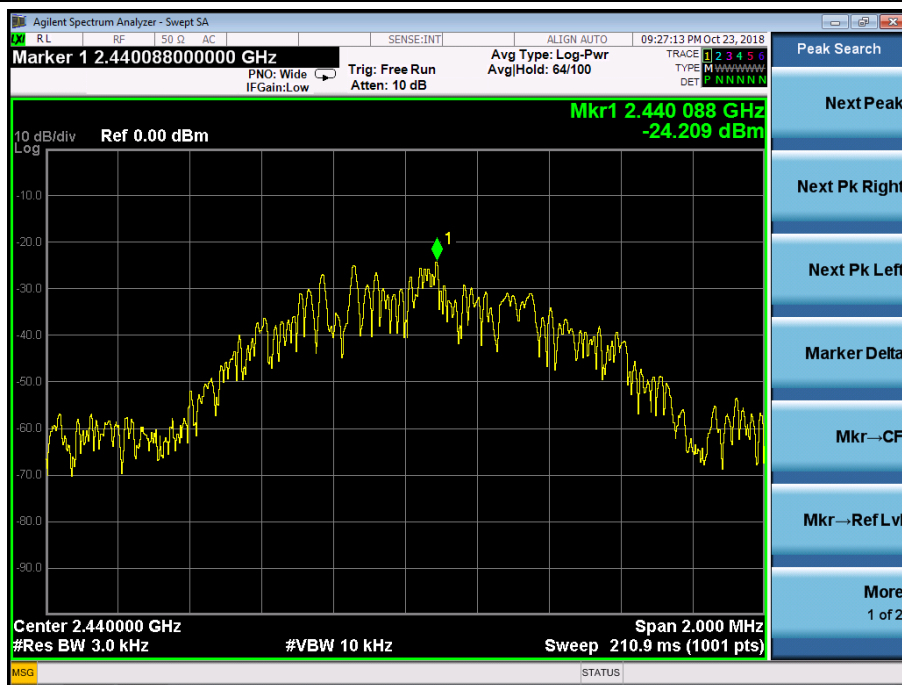 Agilent Spectrum Analyzer - Swept SA
LXI RL RF 50 Ω AC SENSE:INT ALIGN AUTO 09:27:13 PM Oct 23, 2018
Marker 1 2.440088000000 GHz
PNO: Wide
IFGain:Low
Trig: Free Run
Atten: 10 dB
Avg Type: Log-Pwr
Avg|Hold: 64/100
TRACE 1 2 3 4 5 6
TYPE M WWWWW
DET P N N N N N
Mkr1 2.440 088 GHz
-24.209 dBm
10 dB/div Ref 0.00 dBm
Log
-10.0
-20.0
-30.0
-40.0
-50.0
-60.0
-70.0
-80.0
-90.0
1
Center 2.440000 GHz Span 2.000 MHz
#Res BW 3.0 kHz #VBW 10 kHz Sweep 210.9 ms (1001 pts)
MSG STATUS
Peak Search
Next Peak
Next Pk Right
Next Pk Left
Marker Delta
Mkr→CF
Mkr→Ref Lvl
More
1 of 2